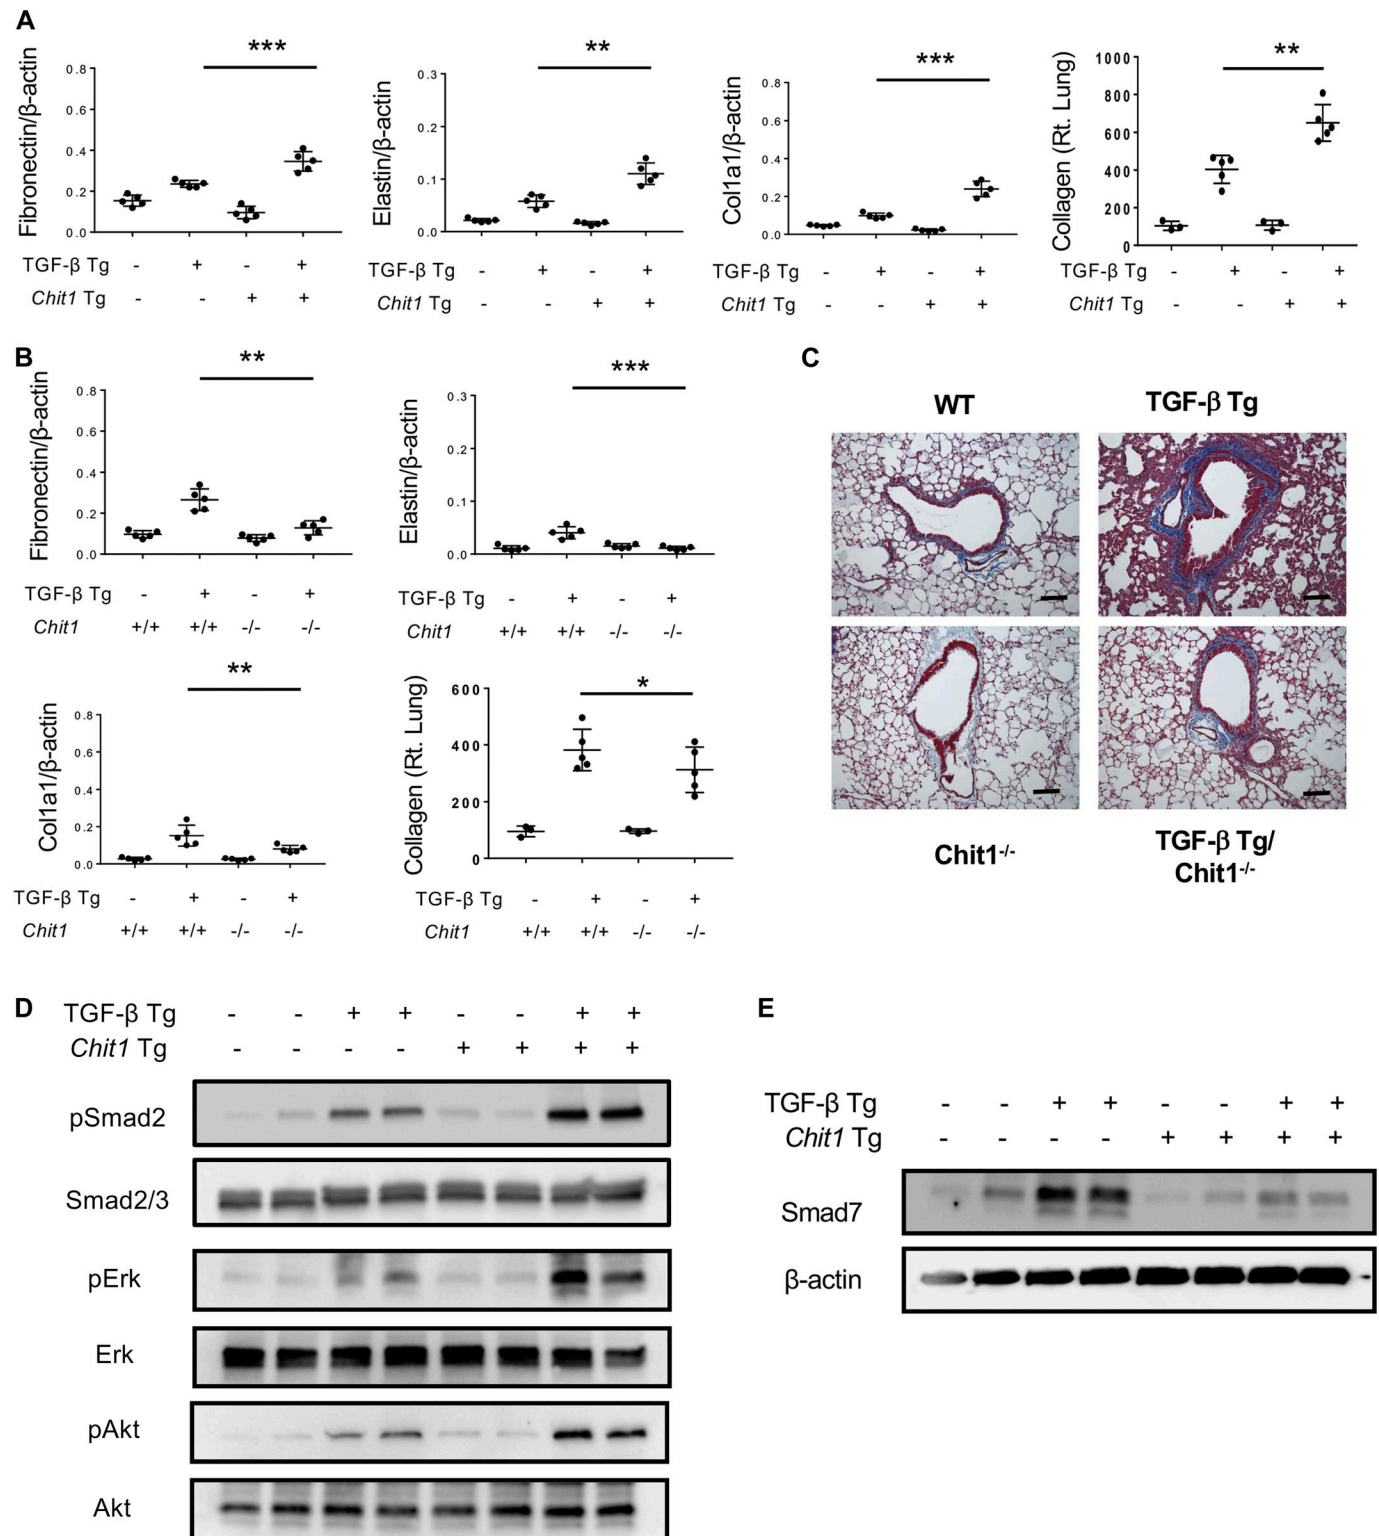 A
***
Fibronectin/β-actin
0.8
0.6
0.4
0.2
0.0
TGF-β Tg - + - +
Chit1 Tg - - + +
**
Elastin/β-actin
0.3
0.2
0.1
0.0
TGF-β Tg - + - +
Chit1 Tg - - + +
***
Col1a1/β-actin
0.8
0.6
0.4
0.2
0.0
TGF-β Tg - + - +
Chit1 Tg - - + +
**
Collagen (Rt. Lung)
1000
800
600
400
200
0
TGF-β Tg - + - +
Chit1 Tg - - + +
B
**
Fibronectin/β-actin
0.8
0.6
0.4
0.2
0.0
TGF-β Tg - + - +
Chit1 +/+ +/+ -/- -/-
***
Elastin/β-actin
0.3
0.2
0.1
0.0
TGF-β Tg - + - +
Chit1 +/+ +/+ -/- -/-
**
Col1a1/β-actin
0.8
0.6
0.4
0.2
0.0
TGF-β Tg - + - +
Chit1 +/+ +/+ -/- -/-
*
Collagen (Rt. Lung)
600
400
200
0
TGF-β Tg - + - +
Chit1 +/+ +/+ -/- -/-
C
WT TGF-β Tg
Chit1-/- TGF-β Tg/
Chit1-/-
D
TGF-β Tg - - + + - - + +
Chit1 Tg - - - - + + + +
pSmad2
Smad2/3
pErk
Erk
pAkt
Akt
E
TGF-β Tg - - + + - - + +
Chit1 Tg - - - - + + + +
Smad7
β-actin